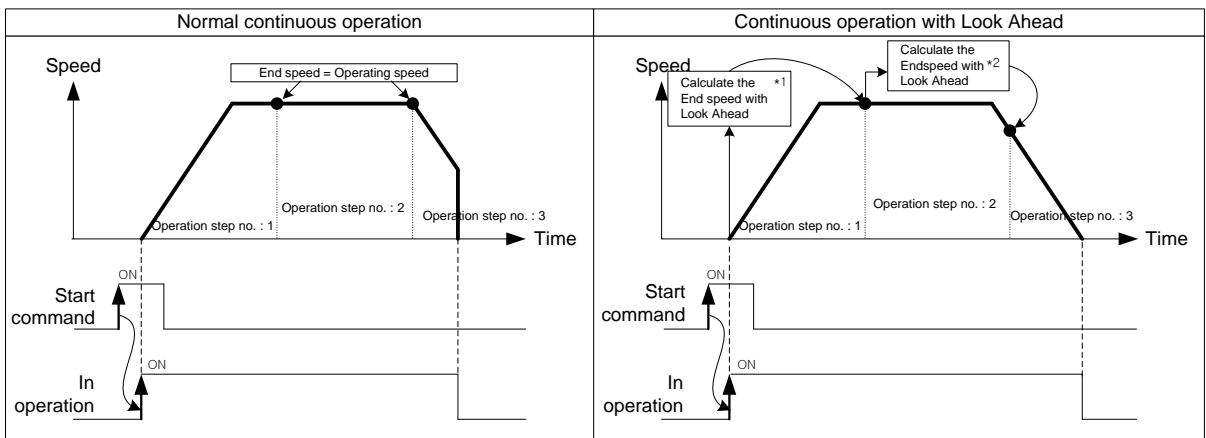 Normal continuous operation
Speed
End speed = Operating speed
Operation step no. : 1
Operation step no. : 2
Operation step no. : 3
Time
ON
Start
command
ON
In
operation
Continuous operation with Look Ahead
Speed
Calculate the *1
End speed with
Look Ahead
Calculate the
Endspeed with *2
Look Ahead
Operation step no. : 1
Operation step no. : 2
Operation step no. : 3
Time
ON
Start
command
ON
In
operation